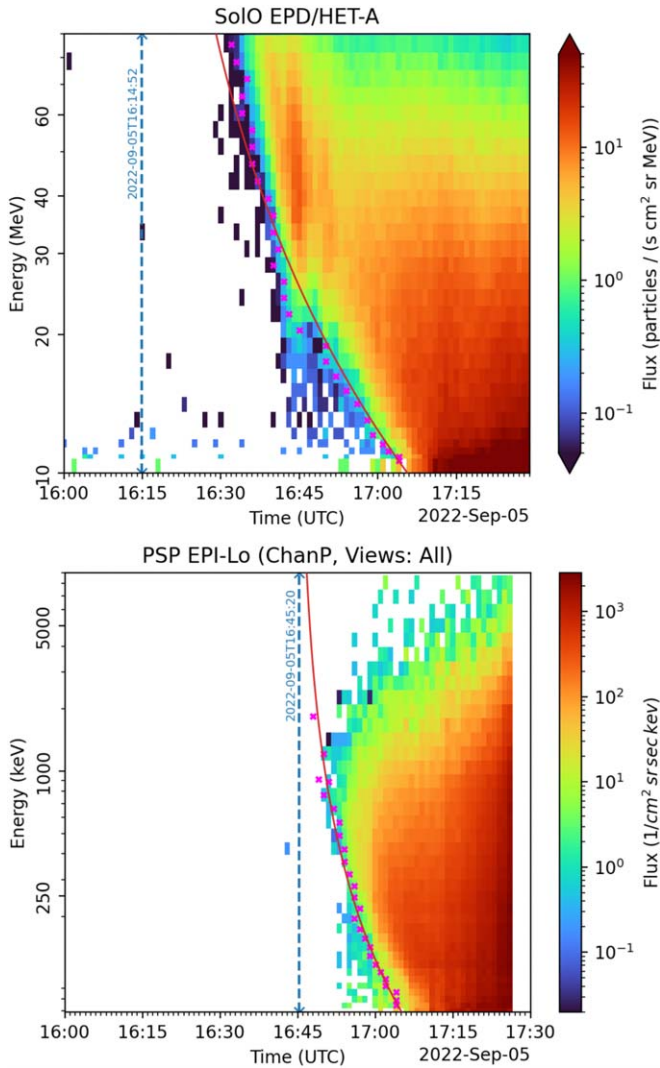 SolO EPD/HET-A
2022-09-05T16:14:52
Energy (MeV)
60
40
30
20
10
16:00 16:15 16:30 16:45 17:00 17:15
Time (UTC)
2022-Sep-05
10¹
10⁰
10⁻¹
Flux (particles / (s cm² sr MeV))
PSP EPI-Lo (ChanP, Views: All)
2022-09-05T16:45:20
Energy (keV)
5000
1000
250
16:00 16:15 16:30 16:45 17:00 17:15 17:30
Time (UTC)
2022-Sep-05
10³
10²
10¹
10⁰
10⁻¹
Flux (1/cm² sr sec kev)